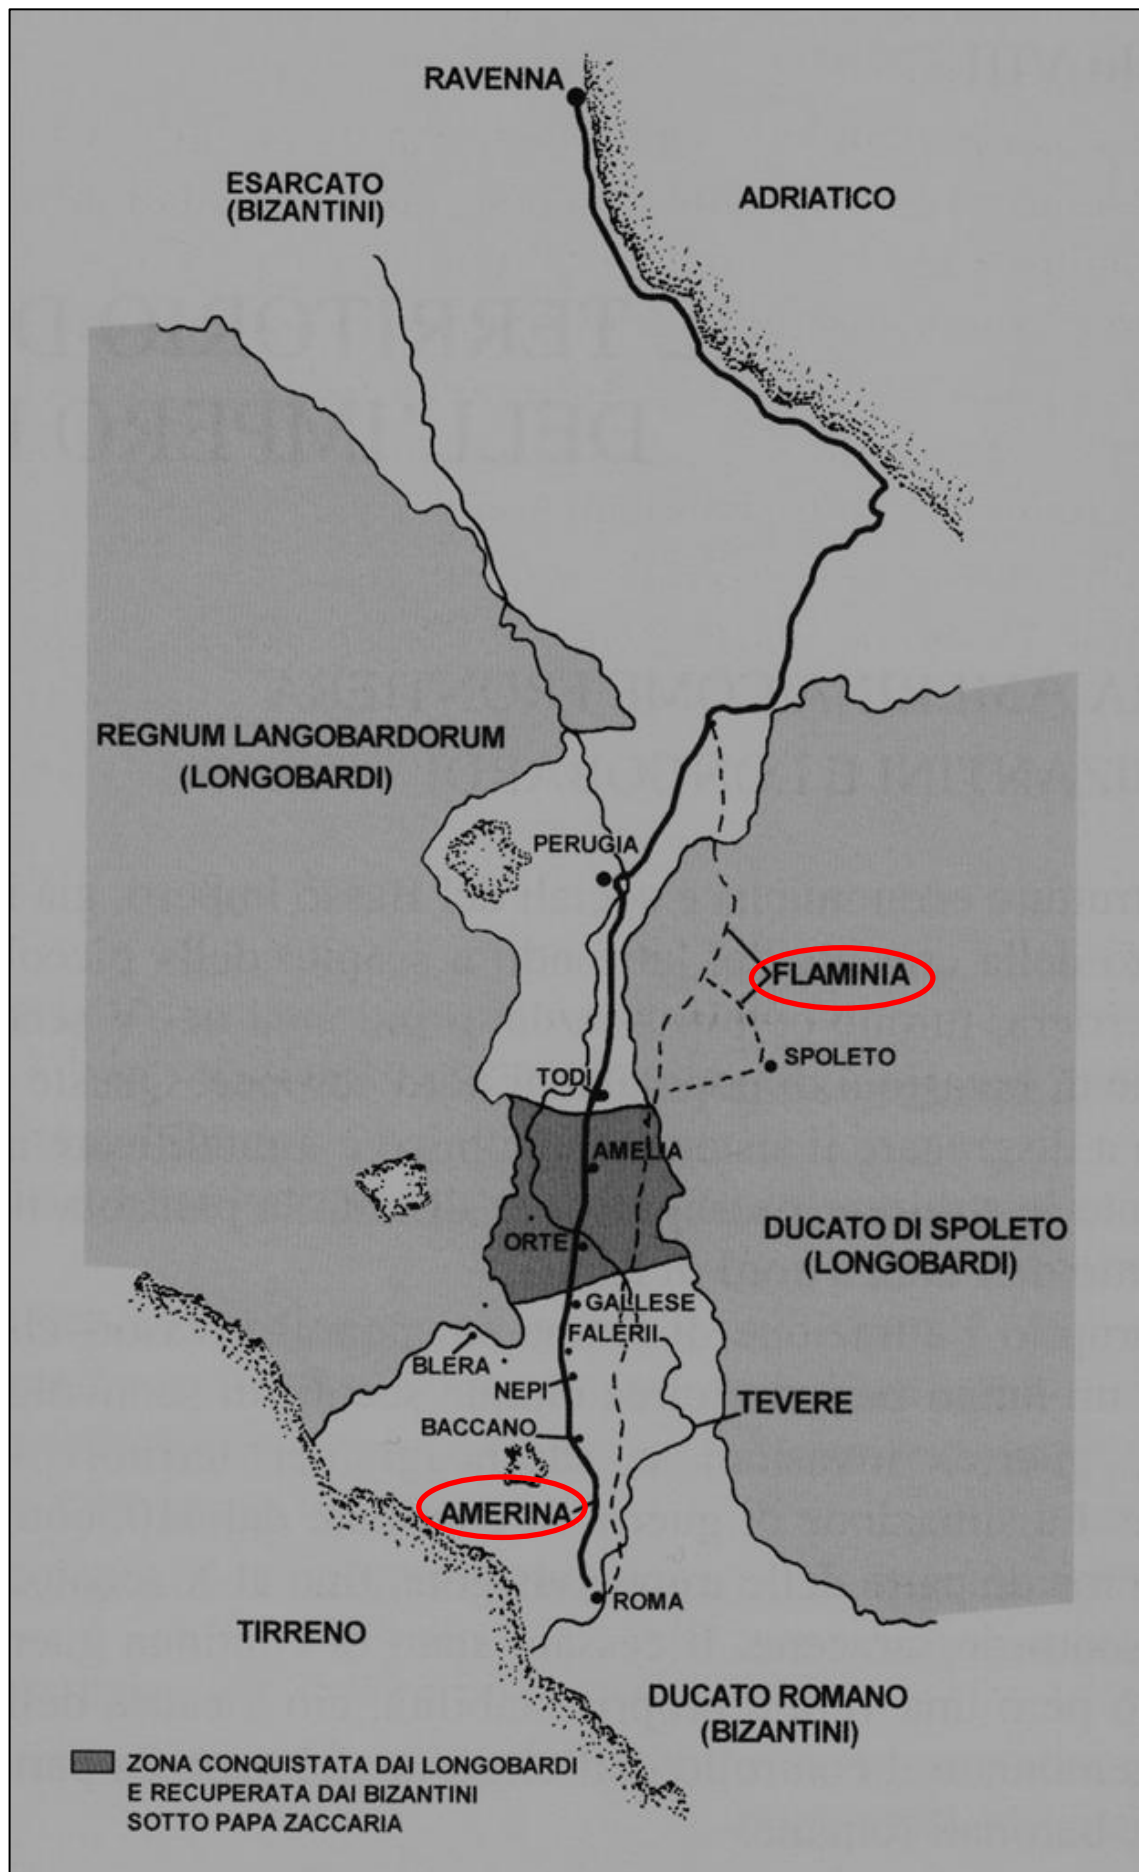 RAVENNA
ESARCATO
(BIZANTINI)
ADRIATICO
REGNUM LANGOBARDORUM
(LONGOBARDI)
PERUGIA
FLAMINIA
SPOLETO
TODI
AMELIA
DUCATO DI SPOLETO
(LONGOBARDI)
ORTE
GALLESE
FALERII
BLERA
NEPI
TEVERE
BACCANO
AMERINA
ROMA
TIRRENO
DUCATO ROMANO
(BIZANTINI)
ZONA CONQUISTATA DAI LONGOBARDI
E RECUPERATA DAI BIZANTINI
SOTTO PAPA ZACCARIA